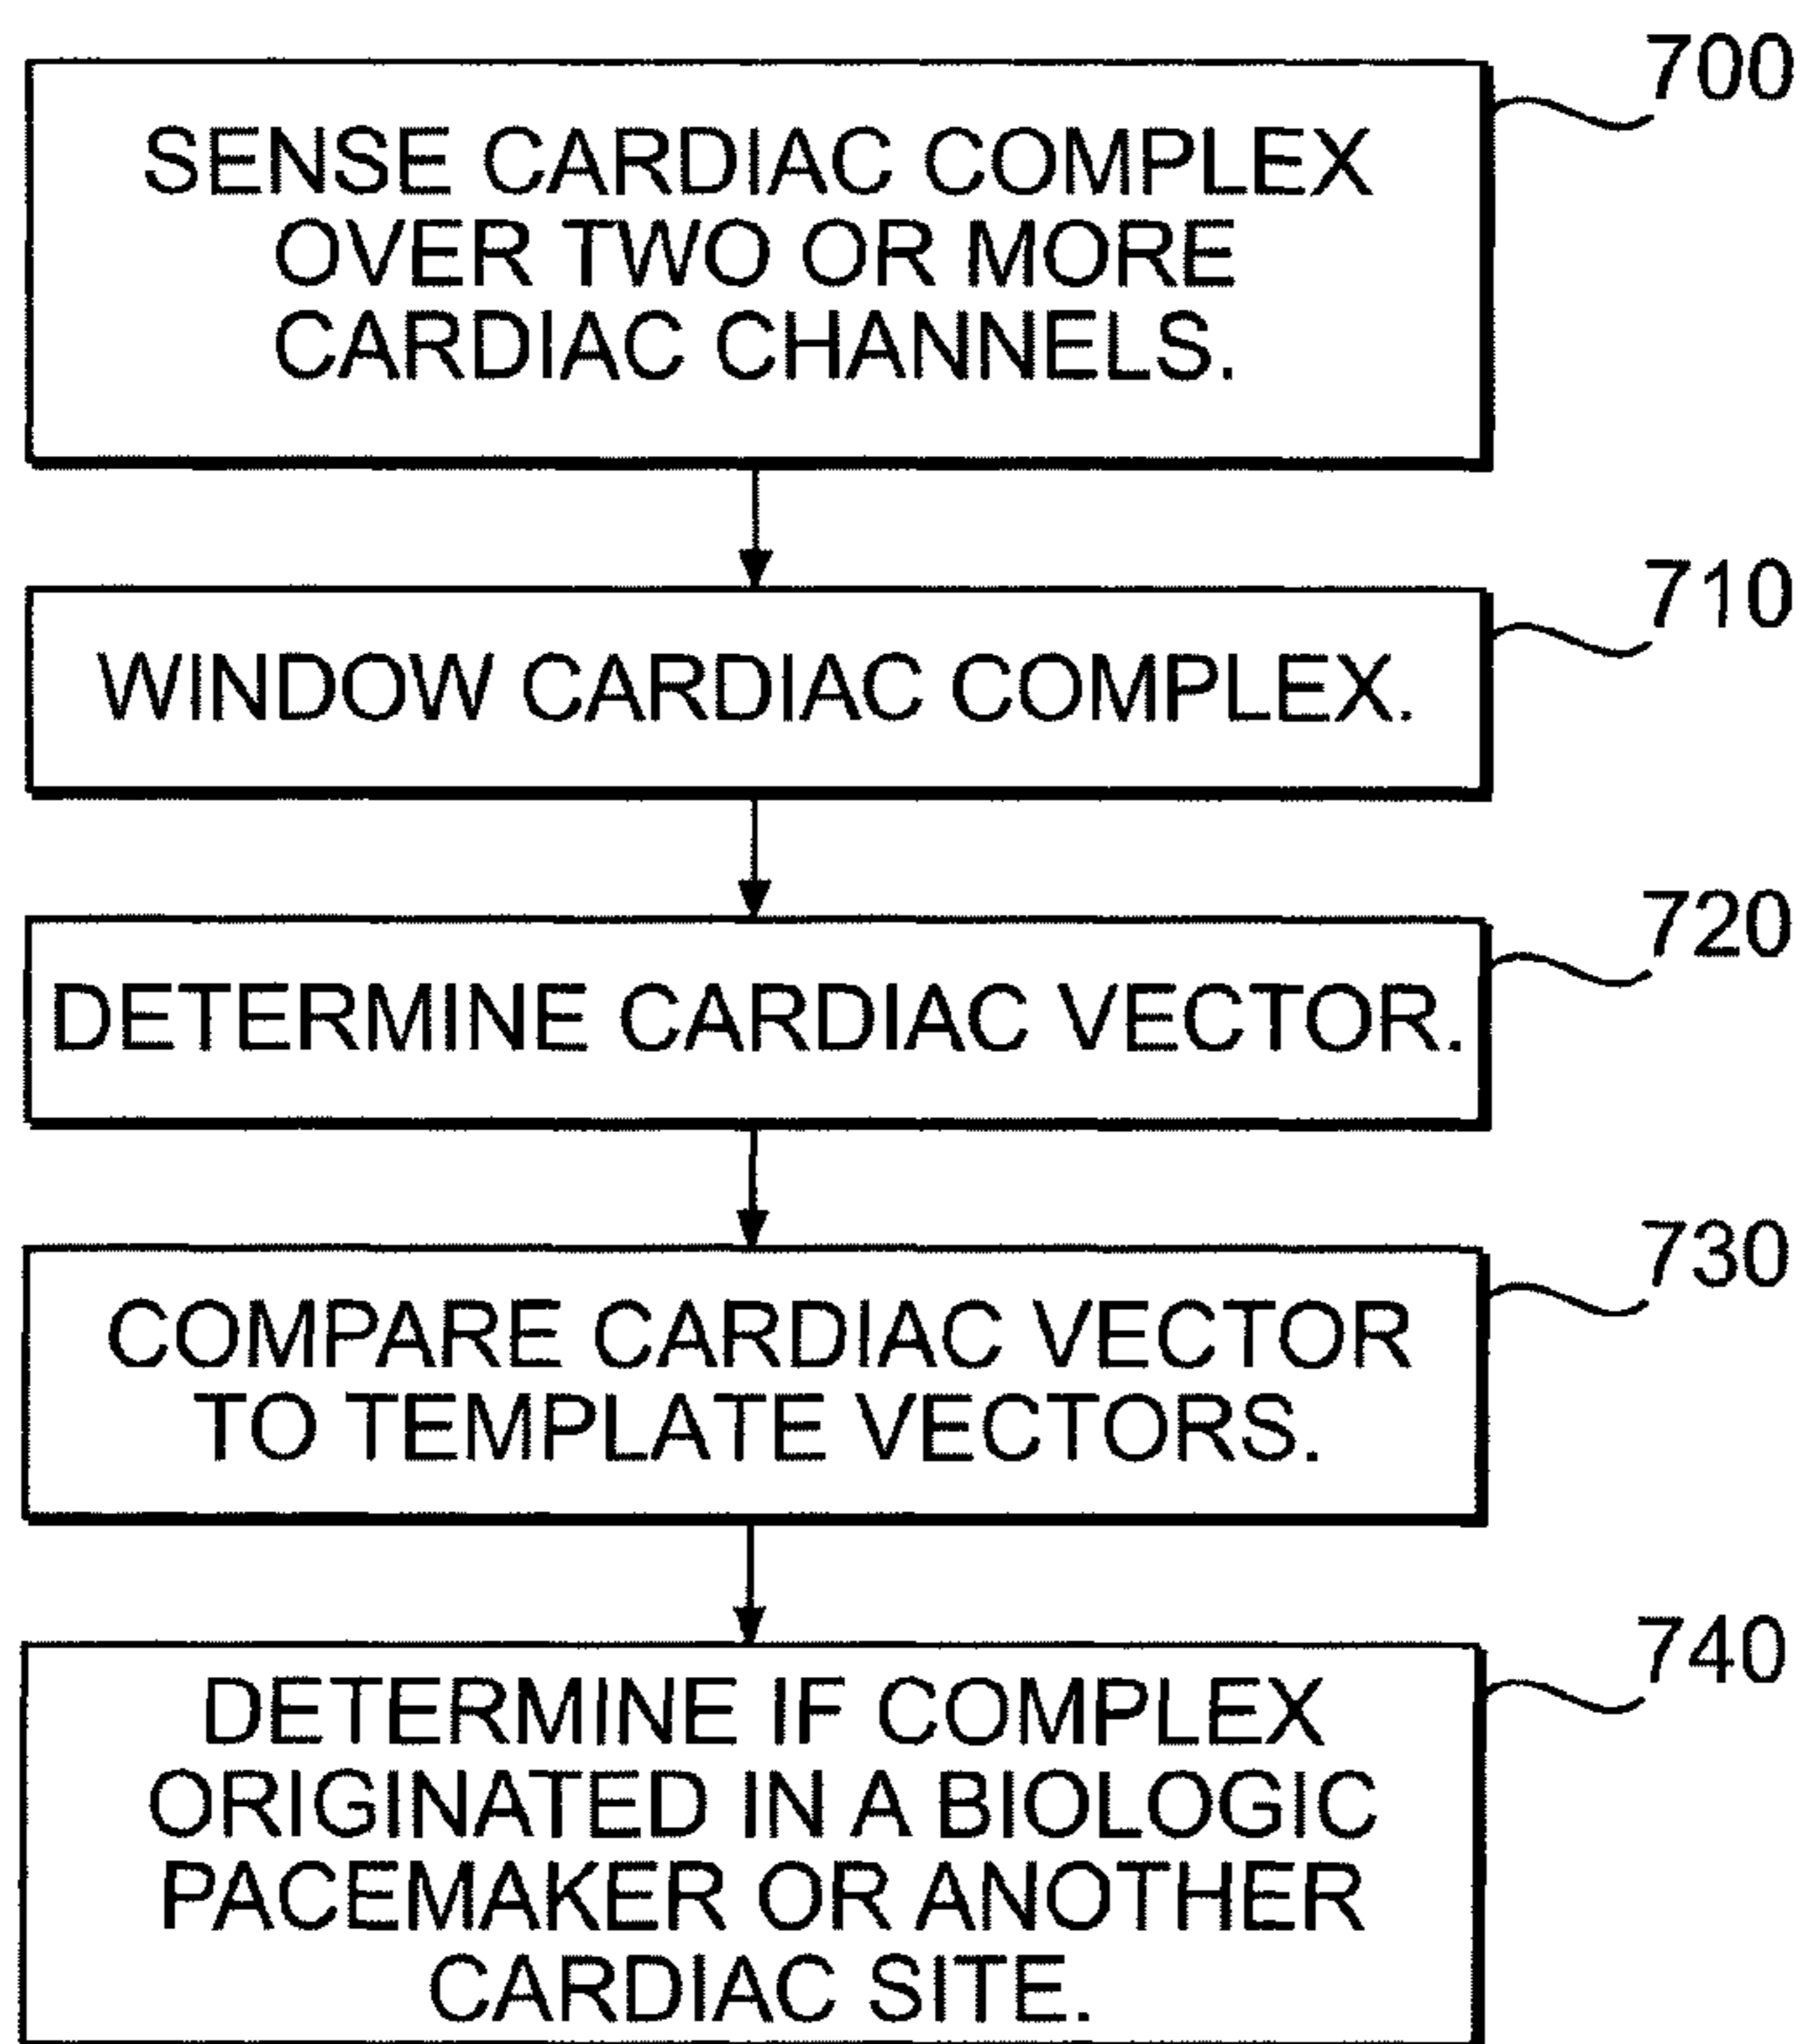 700
SENSE CARDIAC COMPLEX
OVER TWO OR MORE
CARDIAC CHANNELS.
710
WINDOW CARDIAC COMPLEX.
720
DETERMINE CARDIAC VECTOR.
730
COMPARE CARDIAC VECTOR
TO TEMPLATE VECTORS.
740
DETERMINE IF COMPLEX
ORIGINATED IN A BIOLOGIC
PACEMAKER OR ANOTHER
CARDIAC SITE.